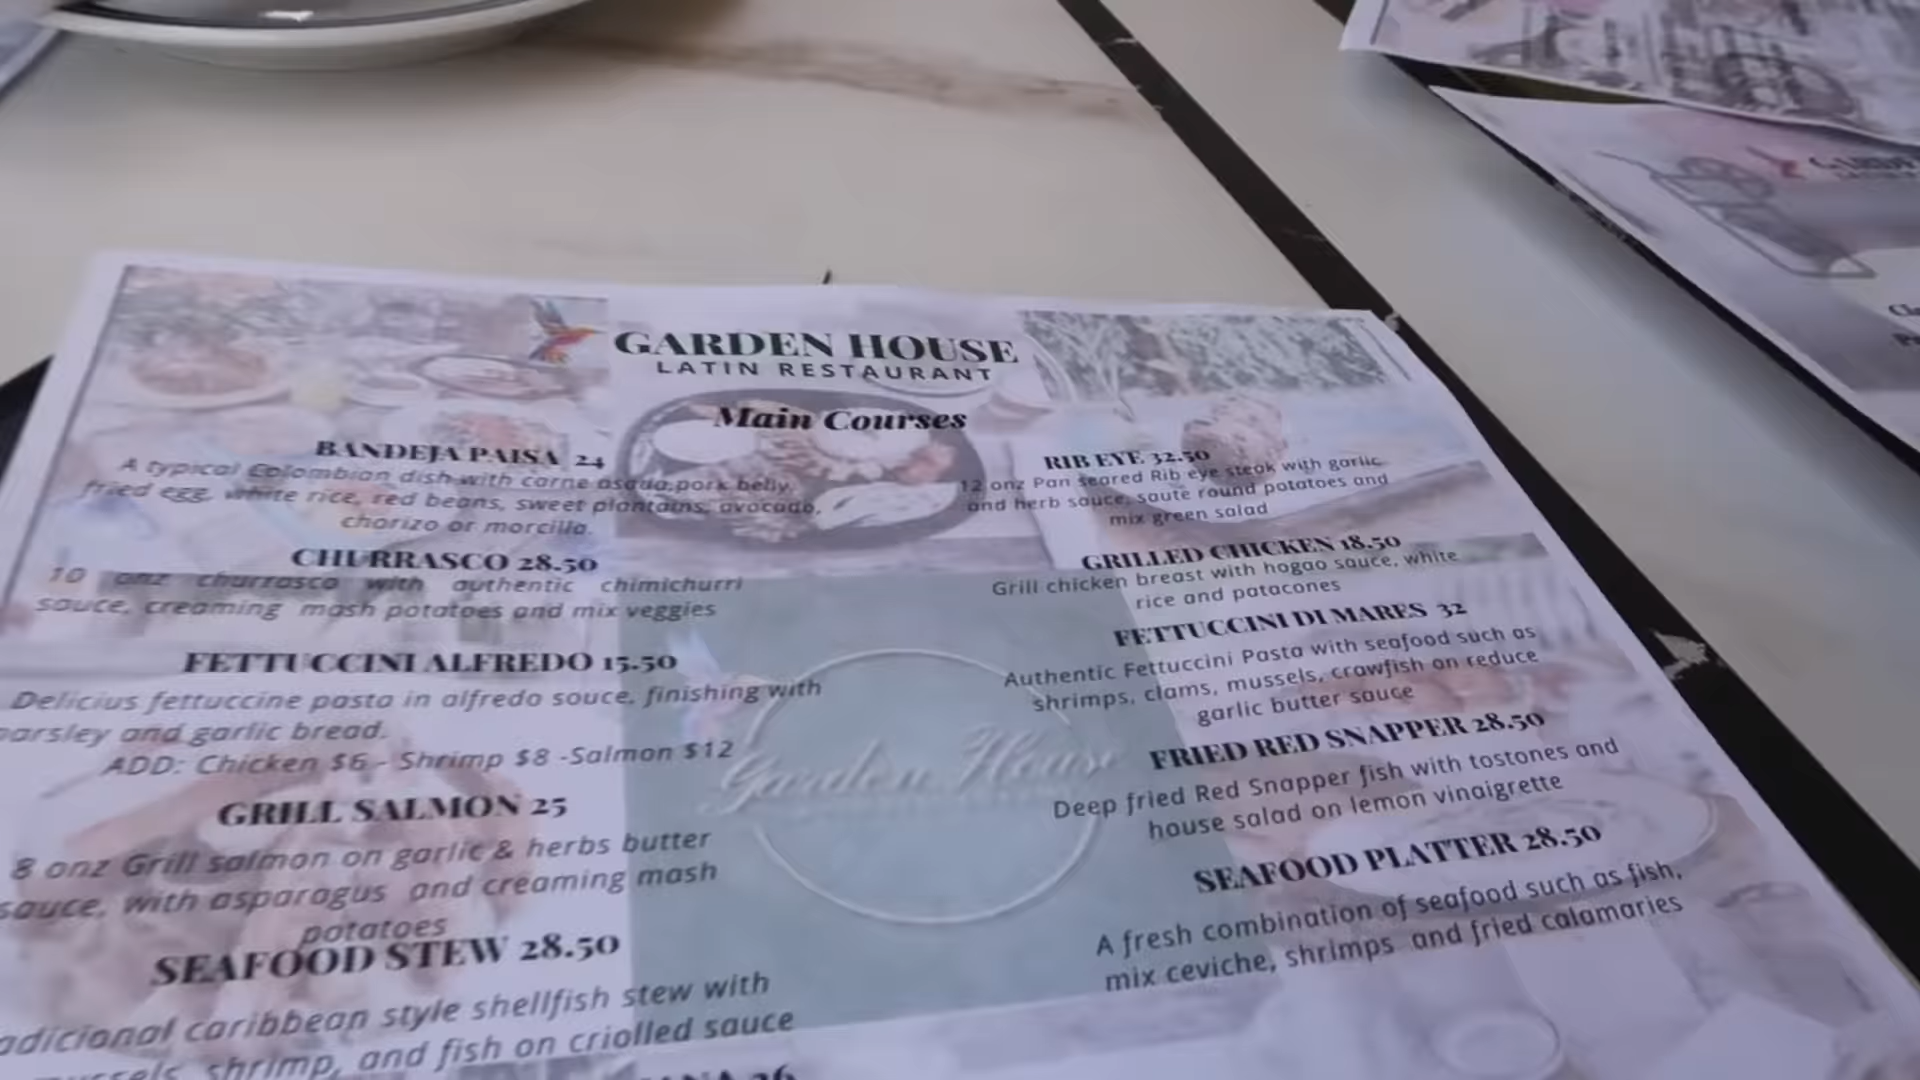 GARDEN HOUSE
LATIN RESTAURANT
Main Courses
BANDEJA PAISA 24
A typical Colombian dish with carne asada,pork belly,
fried egg, white rice, red beans, sweet plantains, avocado,
chorizo or morcilla.
CHURRASCO 28.50
10 onz churrasco with authentic chimichurri
sauce, creaming mash potatoes and mix veggies
FETTUCCINI ALFREDO 15.50
Delicius fettuccine pasta in alfredo souce, finishing with
parsley and garlic bread.
ADD: Chicken $6 - Shrimp $8 -Salmon $12
GRILL SALMON 25
8 onz Grill salmon on garlic & herbs butter
sauce, with asparagus and creaming mash
potatoes
SEAFOOD STEW 28.50
adicional caribbean style shellfish stew with
shrimp, and fish on criolled sauce
26
RIB EYE 32.50
12 onz Pan seared Rib eye steak with garlic
and herb sauce, saute round potatoes and
mix green salad
GRILLED CHICKEN 18.50
Grill chicken breast with hogao sauce, white
rice and patacones
FETTUCCINI DI MARES 32
Authentic Fettuccini Pasta with seafood such as
shrimps, clams, mussels, crawfish on reduce
garlic butter sauce
FRIED RED SNAPPER 28.50
Deep fried Red Snapper fish with tostones and
house salad on lemon vinaigrette
SEAFOOD PLATTER 28.50
A fresh combination of seafood such as fish,
mix ceviche, shrimps and fried calamaries
Garden House